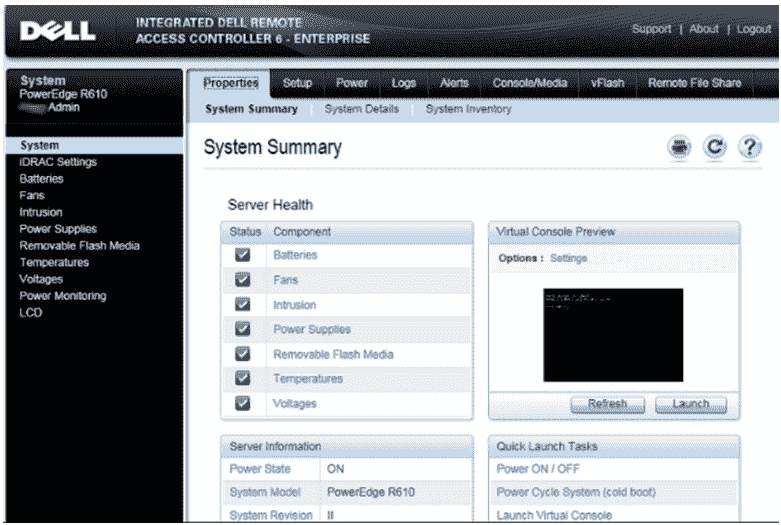 DELL
INTEGRATED DELL REMOTE
ACCESS CONTROLLER 6 - ENTERPRISE
Support | About | Logout
System
PowerEdge R610
Admin
Properties Setup Power Logs Alerts Console/Media vFlash Remote File Share
System Summary System Details System Inventory
System
iDRAC Settings
Batteries
Fans
Intrusion
Power Supplies
Removable Flash Media
Temperatures
Voltages
Power Monitoring
LCD
System Summary
Server Health
Status Component
Batteries
Fans
Intrusion
Power Supplies
Removable Flash Media
Temperatures
Voltages
Virtual Console Preview
Options : Settings
Refresh Launch
Server Information
Power State ON
System Model PowerEdge R610
System Revision II
Quick Launch Tasks
Power ON / OFF
Power Cycle System (cold boot)
Launch Virtual Console